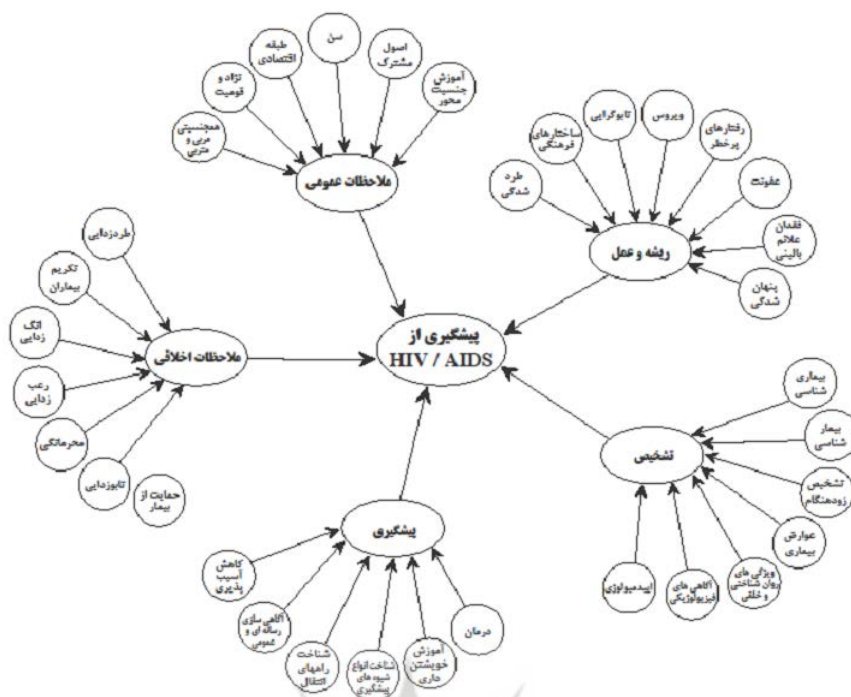 سن
طبقه
اقتصادی
اصول
مشترک
نژاد و
قومیت
آموزش
جنسیت
محور
همجنسیتی
مربی و
متربی
ملاحظات عمومی
ویروس
تابوگرایی
رفتارهای
پرخطر
ساختارهای
فرهنگی
طرد
شدگی
عفونت
فقدان
علائم
بالینی
پنهان
شدگی
ریشه و عمل
طردزدایی
تکریم
بیماران
انگ
زدایی
رعب
زدایی
محرمانگی
تابوزدایی
حمایت از
بیمار
ملاحظات اخلاقی
پیشگیری از
HIV / AIDS
بیماری
شناسی
بیمار
شناسی
تشخیص
زودهنگام
عوارض
بیماری
ویژگی های
روان شناختی
و خلقی
آگاهی های
فیزیولوژیکی
اپیدمیولوژی
تشخیص
پیشگیری
کاهش
آسیب
پذیری
آگاهی سازی
رسانه ای و
عمومی
شناخت
راههای
انتقال
شناخت انواع
شیوه های
پیشگیری
آموزش
خویشتن
داری
درمان